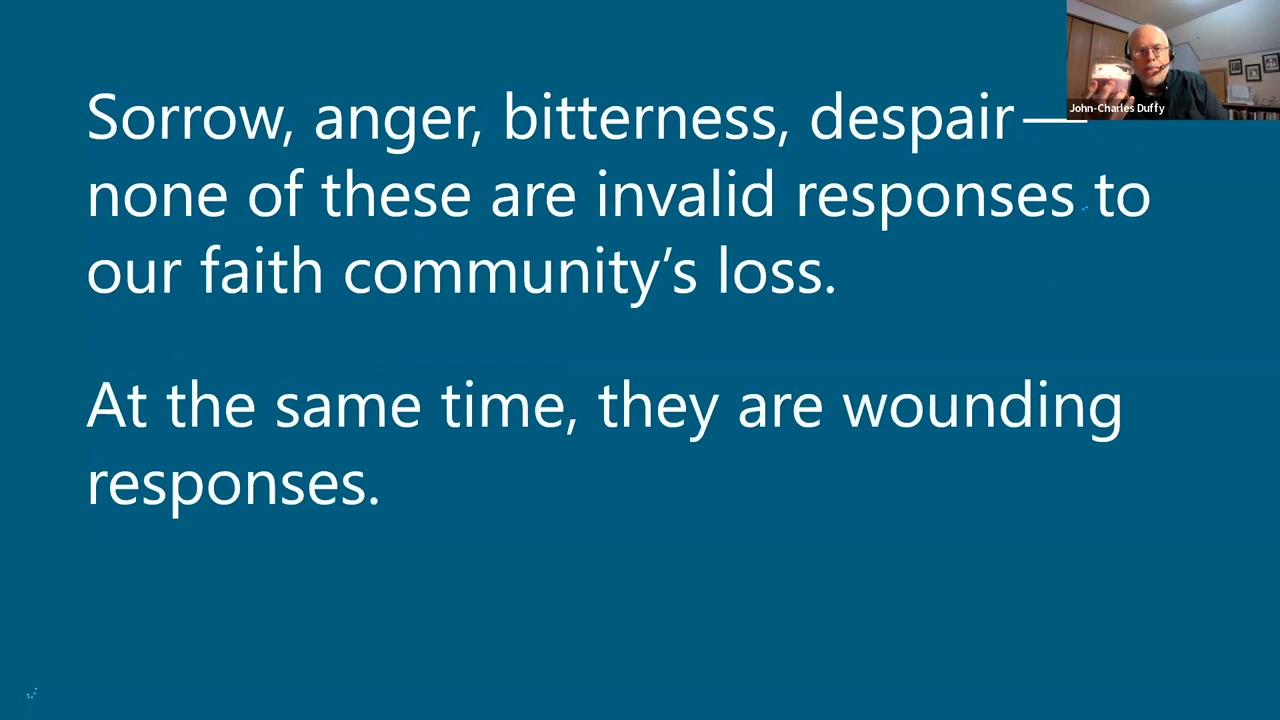 Sorrow, anger, bitterness, despair—
none of these are invalid responses to
our faith community’s loss.
At the same time, they are wounding
responses.
John-Charles Duffy